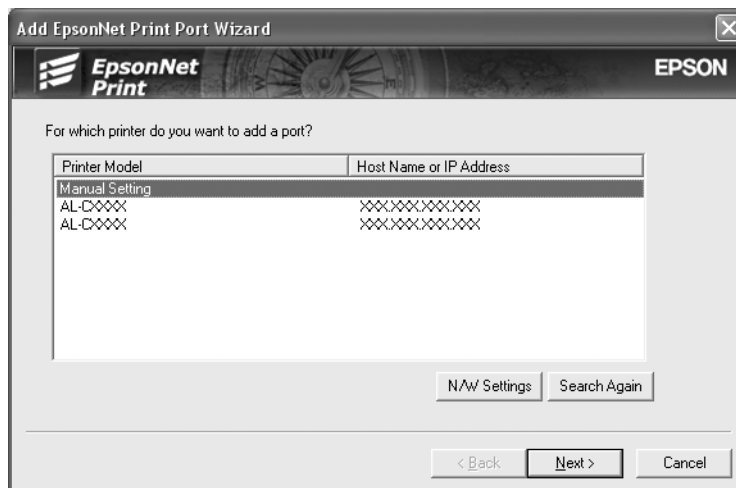 Add EpsonNet Print Port Wizard
EpsonNet
Print
EPSON
For which printer do you want to add a port?
Printer Model Host Name or IP Address
Manual Setting
AL-CXXXX XXX.XXX.XXX.XXX
AL-CXXXX XXX.XXX.XXX.XXX
N/W Settings Search Again
< Back Next > Cancel